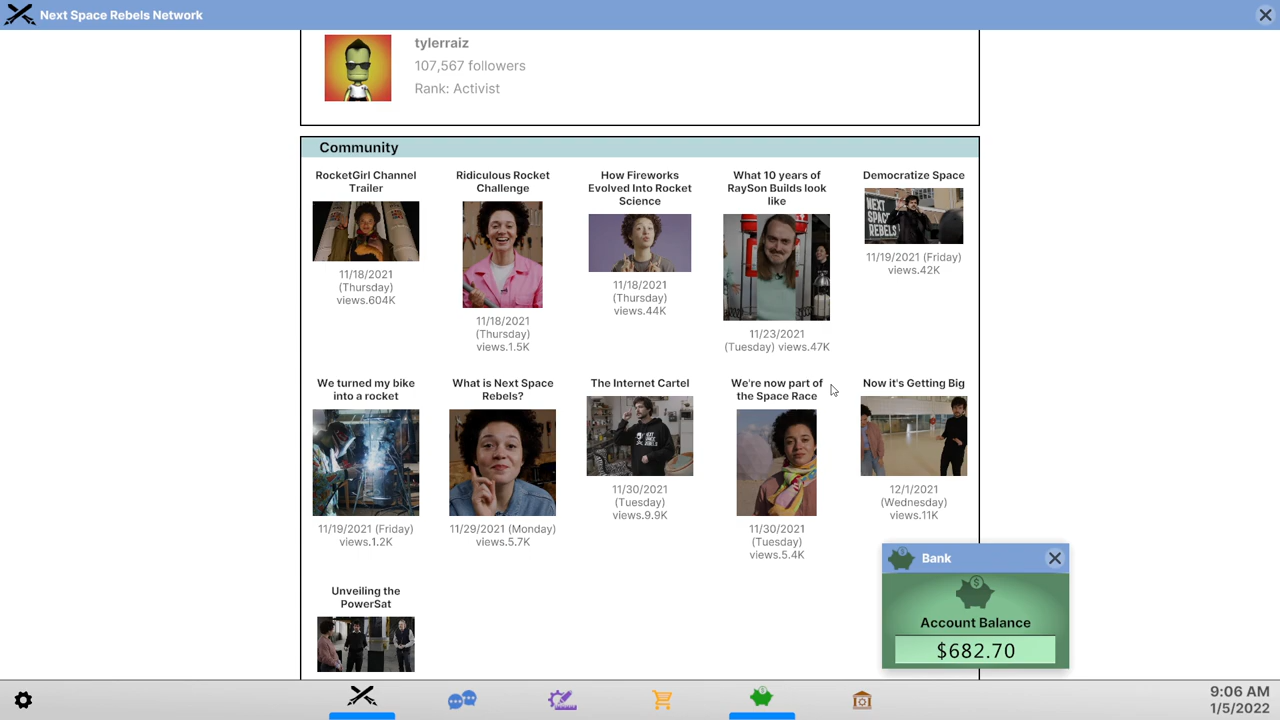 Next Space Rebels Network
tylerraiz
107,567 followers
Rank: Activist
Community
RocketGirl Channel
Trailer
11/18/2021
(Thursday)
views.604K
Ridiculous Rocket
Challenge
11/18/2021
(Thursday)
views.1.5K
How Fireworks
Evolved Into Rocket
Science
11/18/2021
(Thursday)
views.44K
What 10 years of
RaySon Builds look
like
11/23/2021
(Tuesday) views.47K
Democratize Space
NEXT
SPACE
REBELS
11/19/2021 (Friday)
views.42K
We turned my bike
into a rocket
11/19/2021 (Friday)
views.1.2K
What is Next Space
Rebels?
11/29/2021 (Monday)
views.5.7K
The Internet Cartel
NEXT
SPACE
REBELS
11/30/2021
(Tuesday)
views.9.9K
We're now part of
the Space Race
11/30/2021
(Tuesday)
views.5.4K
Now it's Getting Big
12/1/2021
(Wednesday)
views.11K
Unveiling the
PowerSat
Bank
Account Balance
$682.70
9:06 AM
1/5/2022